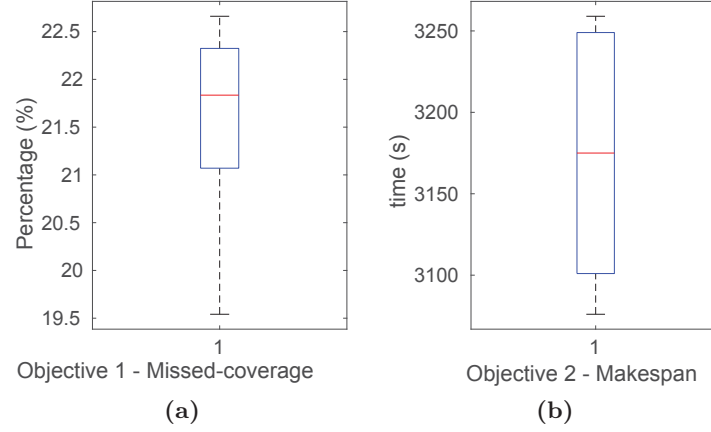 22.5
22
21.5
21
20.5
20
19.5
Percentage (%)
1
Objective 1 - Missed-coverage
(a)
3250
3200
3150
3100
time (s)
1
Objective 2 - Makespan
(b)